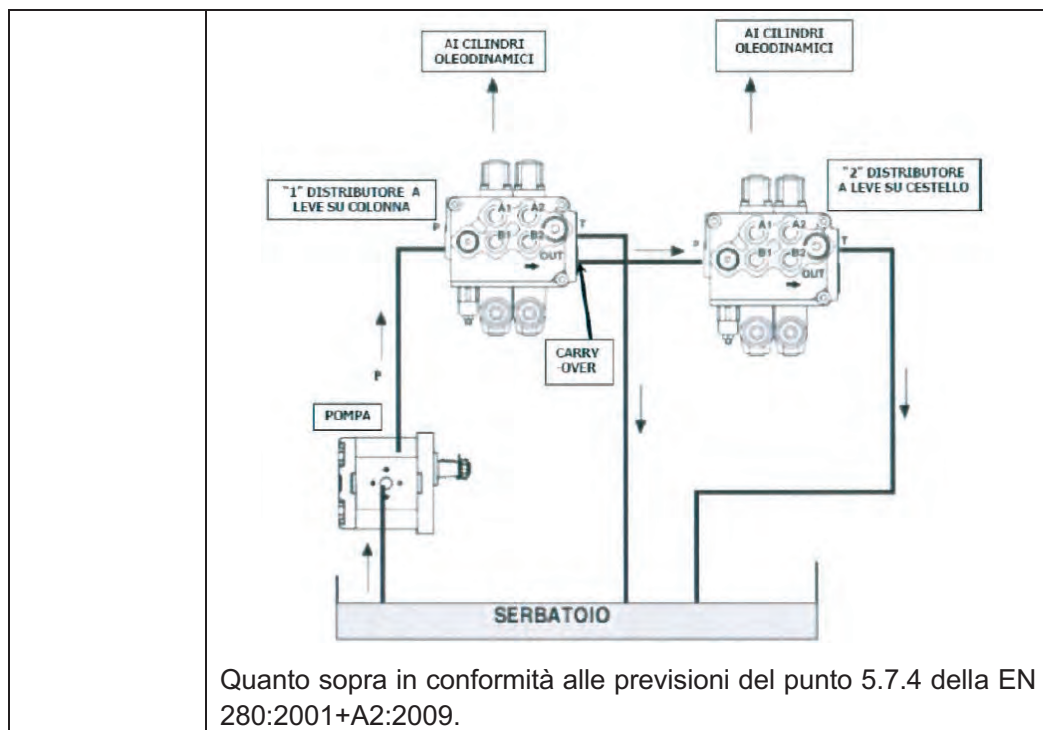 AI CILINDRI
OLEODINAMICI
AI CILINDRI
OLEODINAMICI
"1" DISTRIBUTORE A
LEVE SU COLONNA
"2" DISTRIBUTORE
A LEVE SU CESTELLO
P
A1
A2
B1
B2
T
OUT
P
A1
A2
B1
B2
T
OUT
CARRY
-OVER
P
POMPA
SERBATOIO
Quanto sopra in conformità alle previsioni del punto 5.7.4 della EN
280:2001+A2:2009.